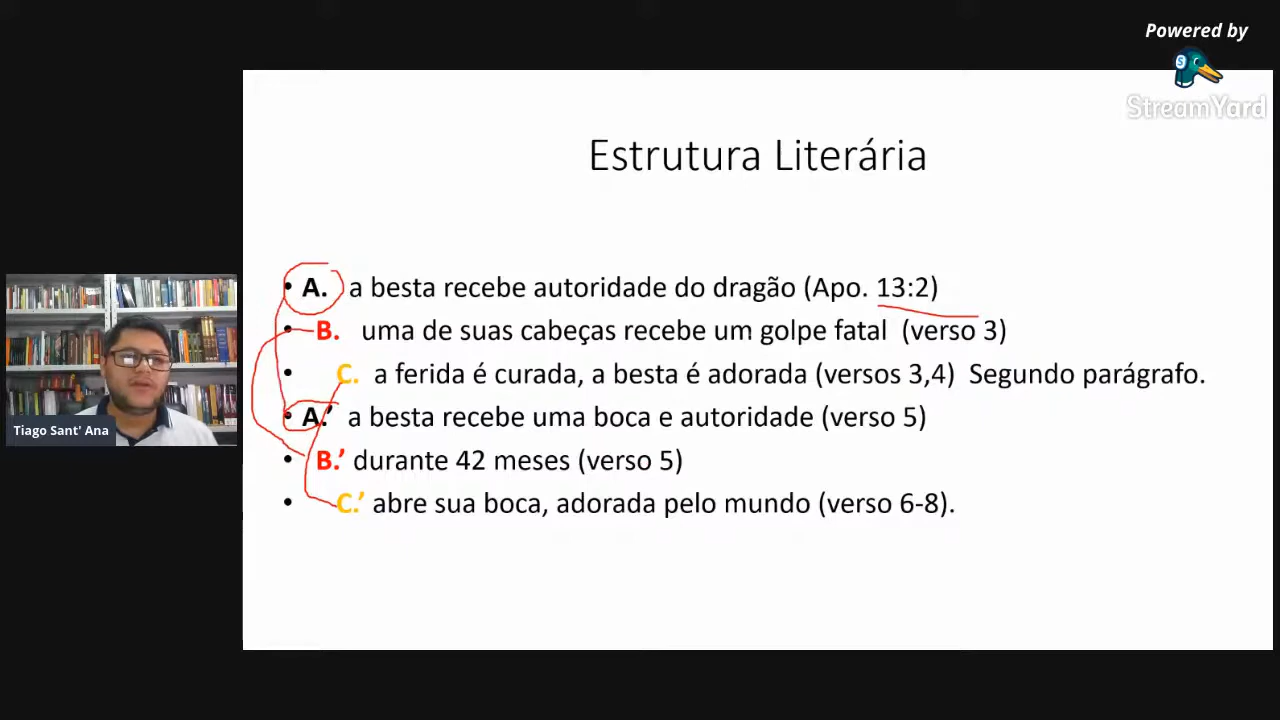 Powered by
StreamYard
Estrutura Literária
• A. a besta recebe autoridade do dragão (Apo. 13:2)
• B. uma de suas cabeças recebe um golpe fatal (verso 3)
• C. a ferida é curada, a besta é adorada (versos 3,4) Segundo parágrafo.
• A.’ a besta recebe uma boca e autoridade (verso 5)
• B.’ durante 42 meses (verso 5)
• C.’ abre sua boca, adorada pelo mundo (verso 6-8).
Tiago Sant' Ana